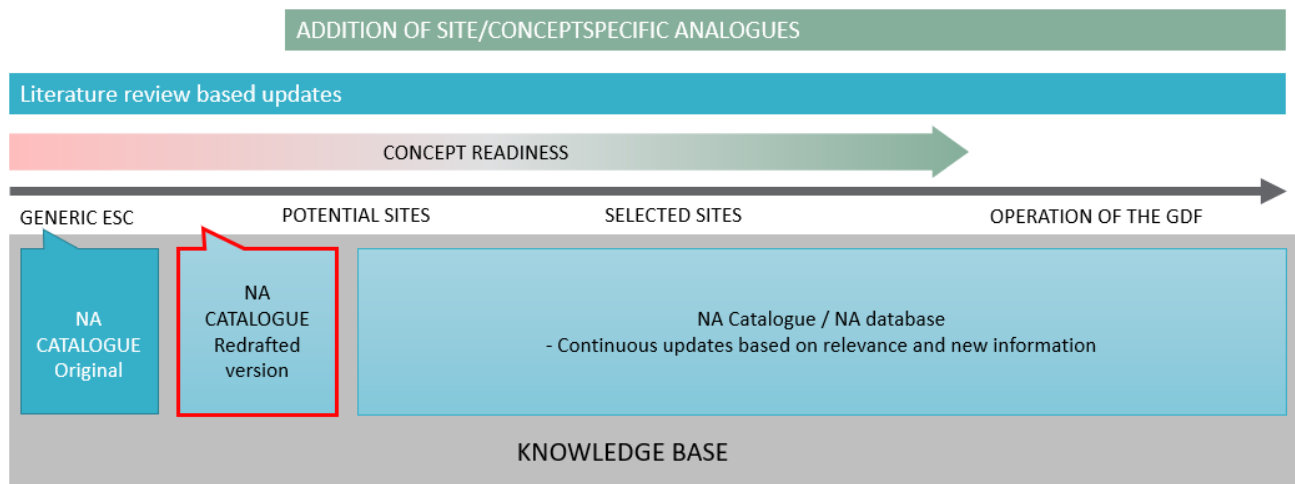 ADDITION OF SITE/CONCEPTSPECIFIC ANALOGUES
Literature review based updates
CONCEPT READINESS
GENERIC ESC
POTENTIAL SITES
SELECTED SITES
OPERATION OF THE GDF
NA
CATALOGUE
Original
NA
CATALOGUE
Redrafted
version
NA Catalogue / NA database
- Continuous updates based on relevance and new information
KNOWLEDGE BASE